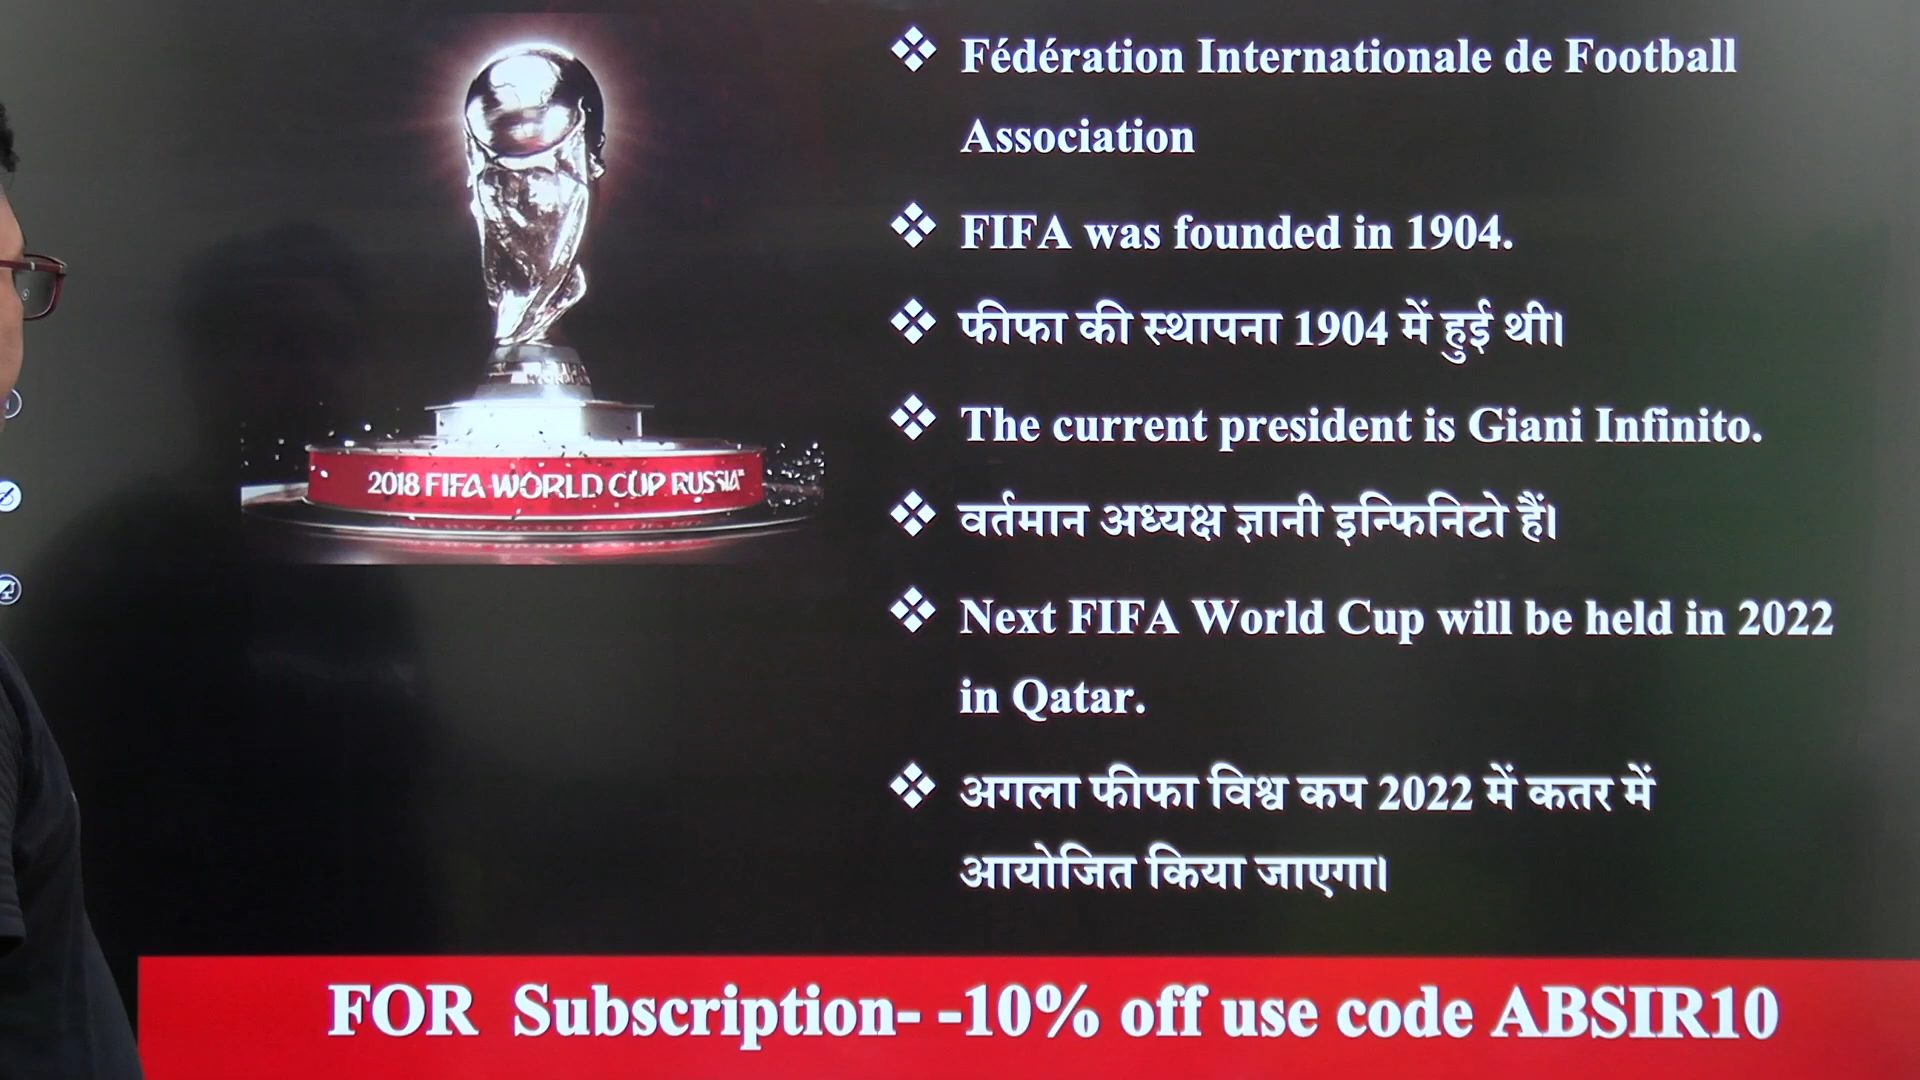 Fédération Internationale de Football
Association
FIFA was founded in 1904.
फीफा की स्थापना 1904 में हुई थी।
The current president is Giani Infinito.
वर्तमान अध्यक्ष ज्ञानी इन्फिनिटो हैं।
Next FIFA World Cup will be held in 2022
in Qatar.
अगला फीफा विश्व कप 2022 में कतर में
आयोजित किया जाएगा।
2018 FIFA WORLD CUP RUSSIA™
FOR Subscription- -10% off use code ABSIR10